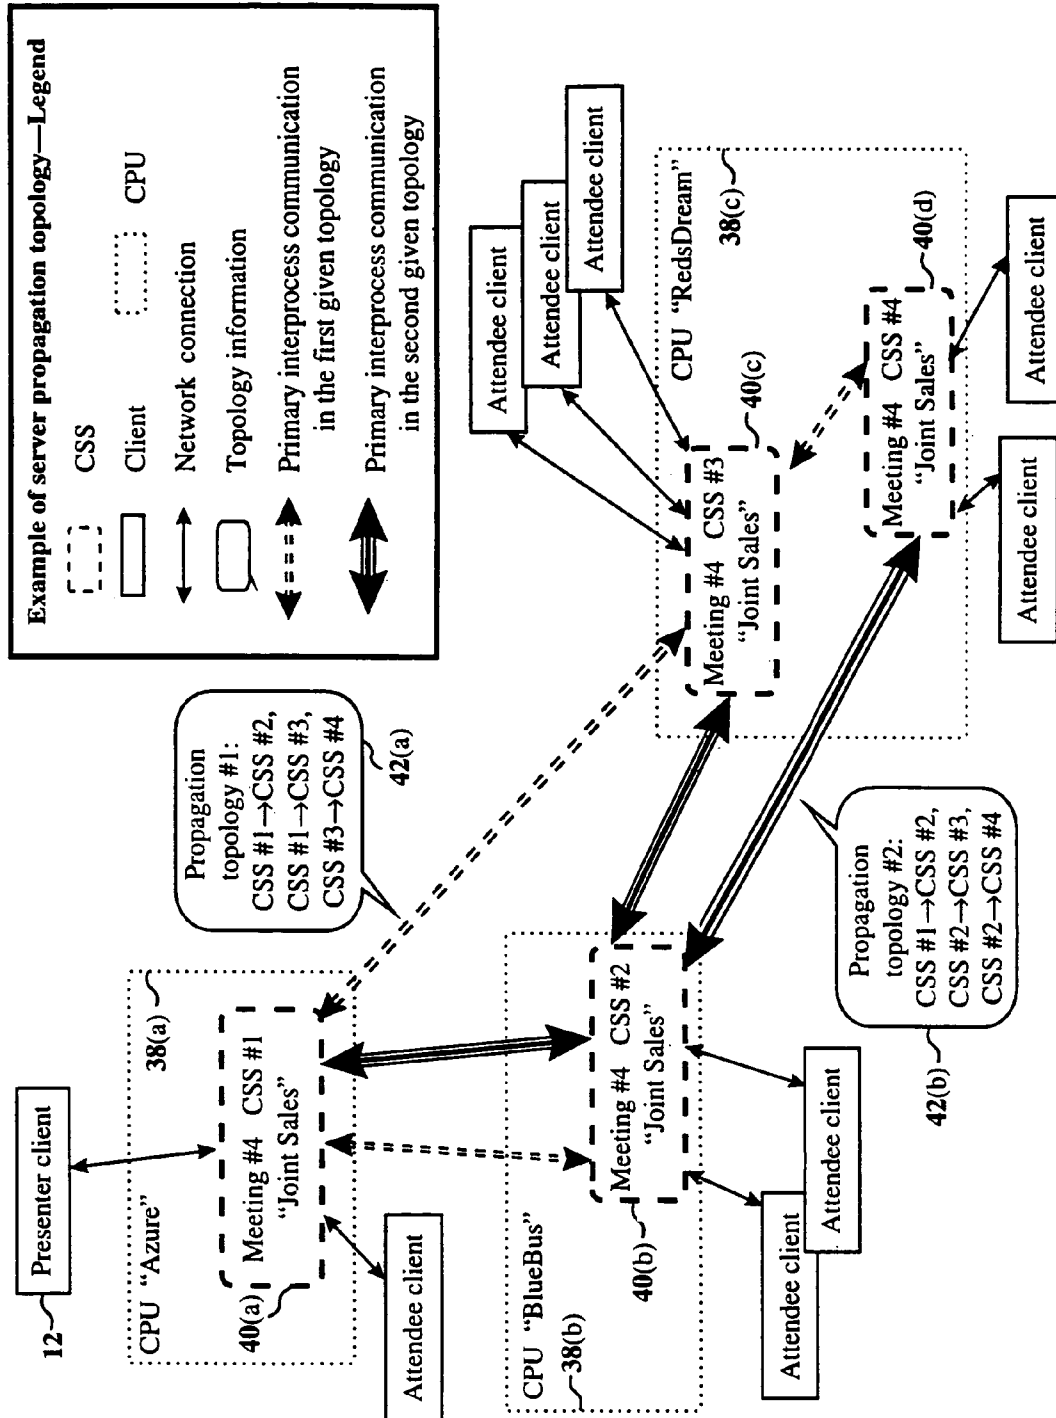 Example of server propagation topology—Legend
CSS
Client
CPU
Network connection
Topology information
Primary interprocess communication
in the first given topology
Primary interprocess communication
in the second given topology
12
Presenter client
CPU “Azure”
38(a)
40(a)
Meeting #4 CSS #1
“Joint Sales”
Attendee client
Propagation
topology #1:
CSS #1→CSS #2,
CSS #1→CSS #3,
CSS #3→CSS #4
42(a)
CPU “BlueBus”
38(b)
40(b)
Meeting #4 CSS #2
“Joint Sales”
Attendee client
Attendee client
Propagation
topology #2:
CSS #1→CSS #2,
CSS #2→CSS #3,
CSS #2→CSS #4
42(b)
Attendee client
Attendee client
Attendee client
CPU “RedsDream”
38(c)
40(c)
Meeting #4 CSS #3
“Joint Sales”
40(d)
Meeting #4 CSS #4
“Joint Sales”
Attendee client
Attendee client